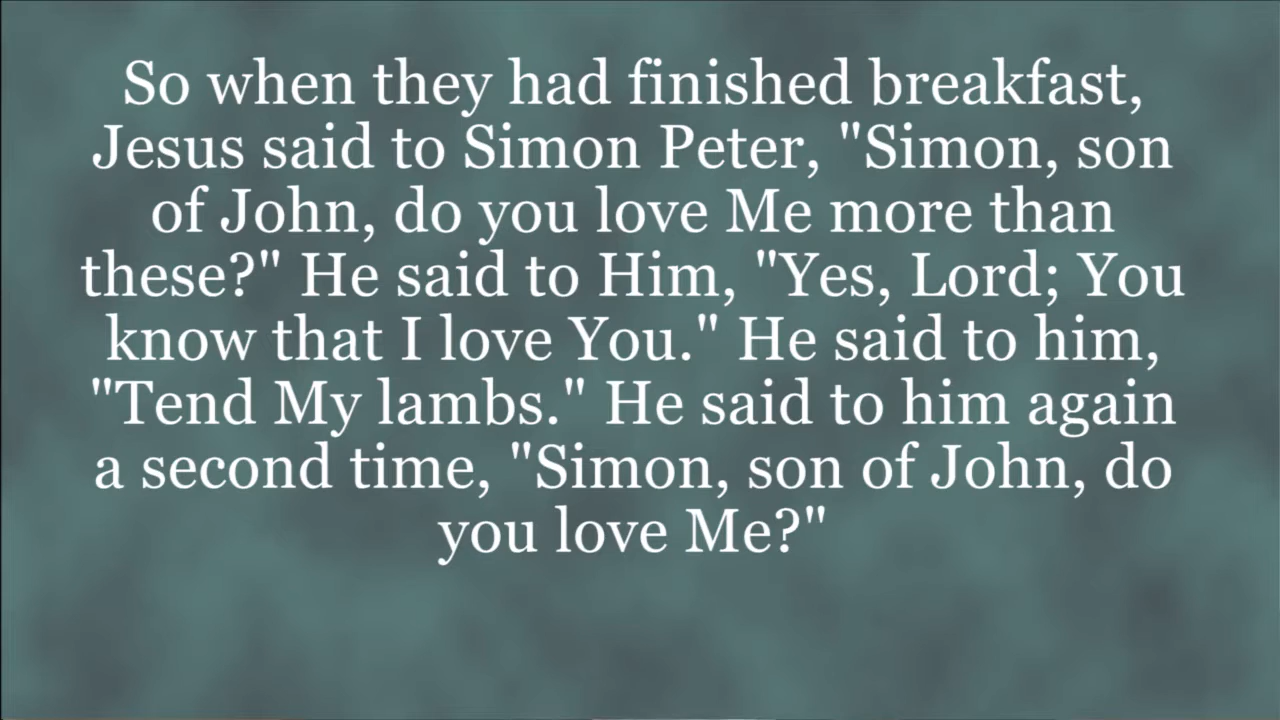 So when they had finished breakfast,
Jesus said to Simon Peter, "Simon, son
of John, do you love Me more than
these?" He said to Him, "Yes, Lord; You
know that I love You." He said to him,
"Tend My lambs." He said to him again
a second time, "Simon, son of John, do
you love Me?"